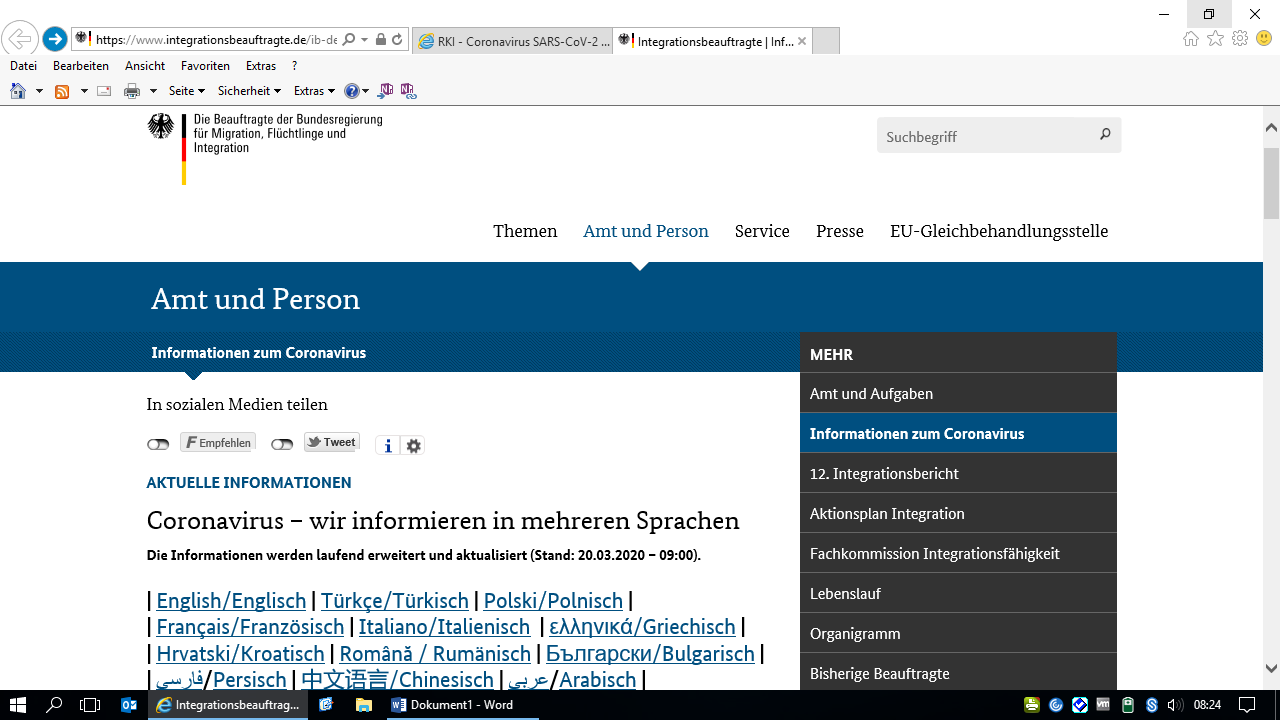 https://www.integrationsbeauftragte.de/ib-de
RKI - Coronavirus SARS-CoV-2 ...
Integrationsbeauftragte | Inf...
Datei Bearbeiten Ansicht Favoriten Extras ?
Seite Sicherheit Extras
Die Beauftragte der Bundesregierung
für Migration, Flüchtlinge und
Integration
Suchbegriff
Themen Amt und Person Service Presse EU-Gleichbehandlungsstelle
Amt und Person
Informationen zum Coronavirus
In sozialen Medien teilen
Empfehlen Tweet
AKTUELLE INFORMATIONEN
Coronavirus – wir informieren in mehreren Sprachen
Die Informationen werden laufend erweitert und aktualisiert (Stand: 20.03.2020 – 09:00).
| English/Englisch | Türkçe/Türkisch | Polski/Polnisch |
| Français/Französisch | Italiano/Italienisch | ελληνικά/Griechisch |
| Hrvatski/Kroatisch | Română / Rumänisch | Български/Bulgarisch |
| فارسی/Persisch | 中文语言/Chinesisch | عربي/Arabisch |
MEHR
Amt und Aufgaben
Informationen zum Coronavirus
12. Integrationsbericht
Aktionsplan Integration
Fachkommission Integrationsfähigkeit
Lebenslauf
Organigramm
Bisherige Beauftragte
Integrationsbeauftrag...
Dokument1 - Word
08:24